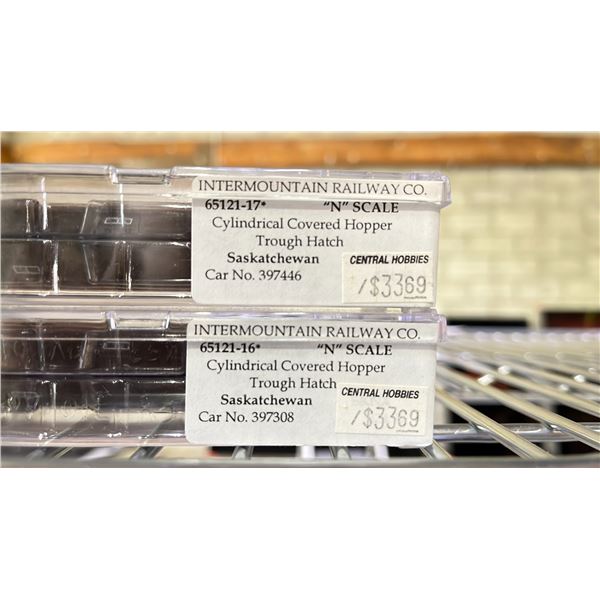 INTERMOUNTAIN RAILWAY CO.
65121-17* "N" SCALE
Cylindrical Covered Hopper
Trough Hatch
Saskatchewan
Car No. 397446
CENTRAL HOBBIES
/$3369
INTERMOUNTAIN RAILWAY CO.
65121-16* "N" SCALE
Cylindrical Covered Hopper
Trough Hatch
Saskatchewan
Car No. 397308
CENTRAL HOBBIES
/$3369